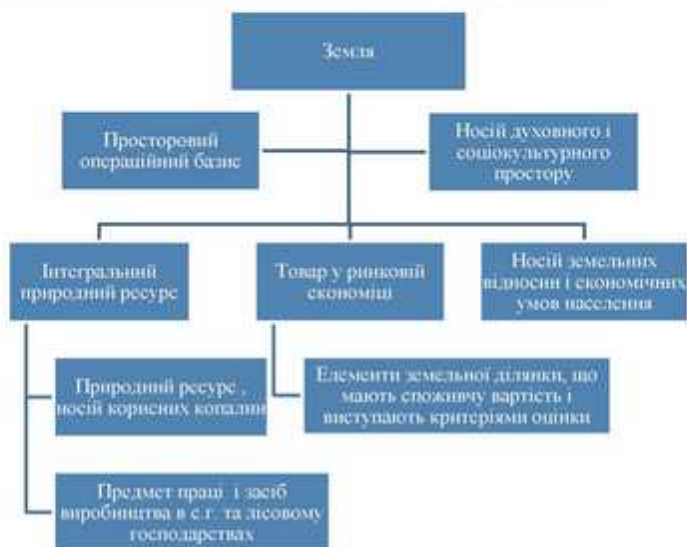 Земля
Просторовий
операційний базис
Носій духовного і
соціокультурного
простору
Інтегральний
природний ресурс
Товар у ринковій
економіці
Носій земельних
відносин і економічних
умов населення
Природний ресурс ,
носій корисних копалин
Елементи земельної ділянки, що
мають споживчу вартість і
виступають критеріями оцінки
Предмет праці і засіб
виробництва в с.г. та лісовому
господарствах